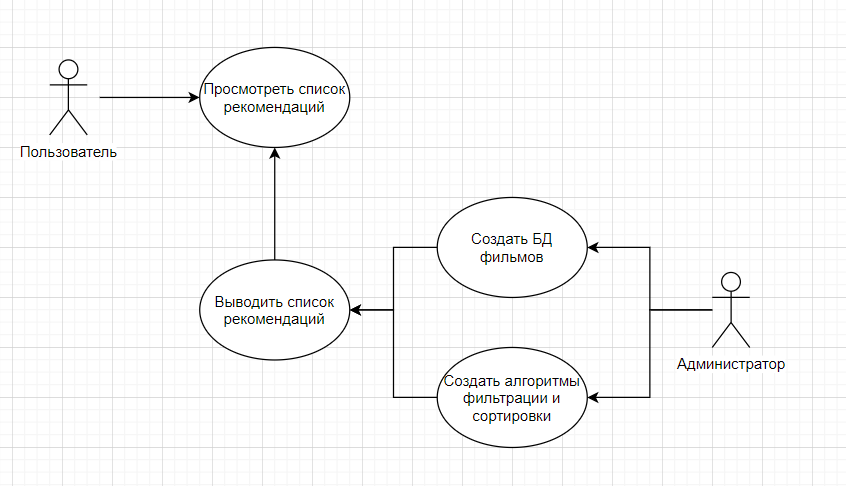 Просмотреть список
рекомендаций
Пользователь
Создать БД
фильмов
Выводить список
рекомендаций
Администратор
Создать алгоритмы
фильтрации и
сортировки